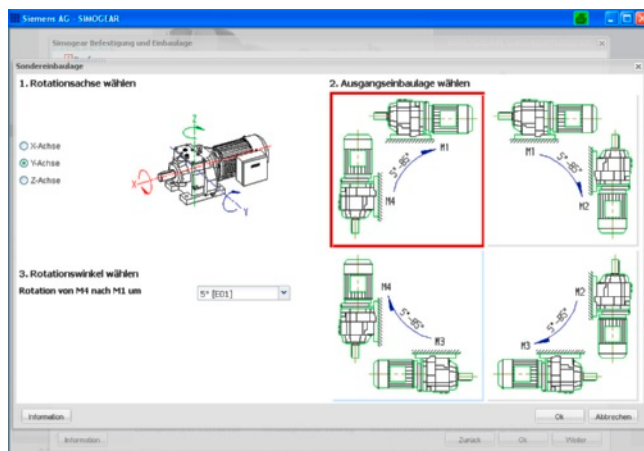 Siemens AG - SIMOGEAR
Simogear Befestigung und Einbaulage
Sondereinbaulage
1. Rotationsachse wählen
X-Achse
Y-Achse
Z-Achse
Z
X
Y
2. Ausgangseinbaulage wählen
M1
5°-85°
M4
M1
5°-85°
M2
M4
5°-85°
M3
M2
5°-85°
M3
3. Rotationswinkel wählen
Rotation von M4 nach M1 um
5° [E01]
Information
Ok
Abbrechen
Information
Zurück
Ok
Weiter